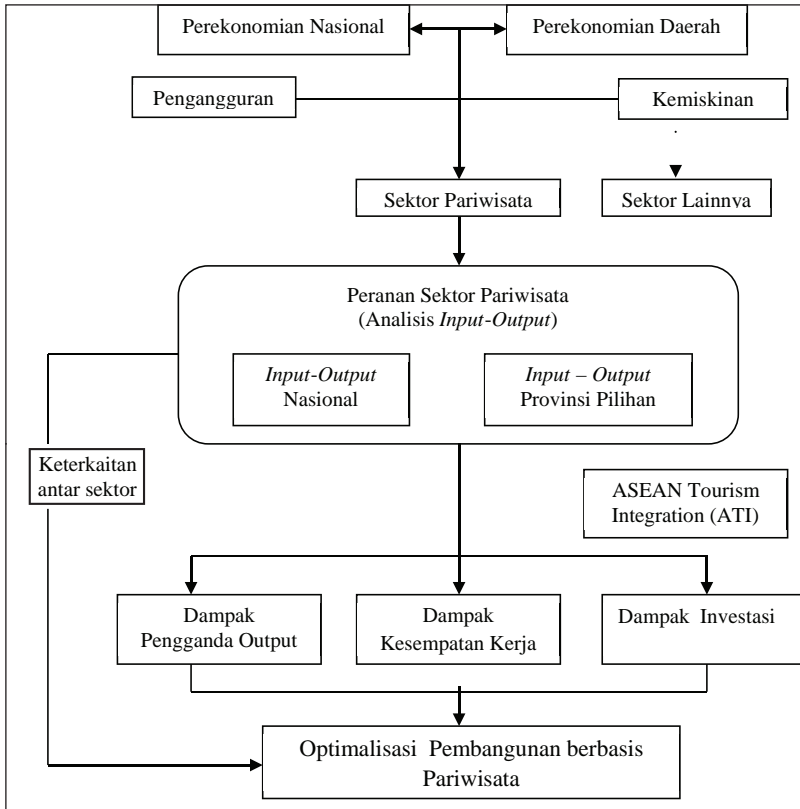 Perekonomian Nasional
Perekonomian Daerah
Pengangguran
Kemiskinan
Sektor Pariwisata
Sektor Lainnya
Peranan Sektor Pariwisata
(Analisis Input-Output)
Input-Output
Nasional
Input – Output
Provinsi Pilihan
Keterkaitan
antar sektor
ASEAN Tourism
Integration (ATI)
Dampak
Pengganda Output
Dampak
Kesempatan Kerja
Dampak Investasi
Optimalisasi Pembangunan berbasis
Pariwisata